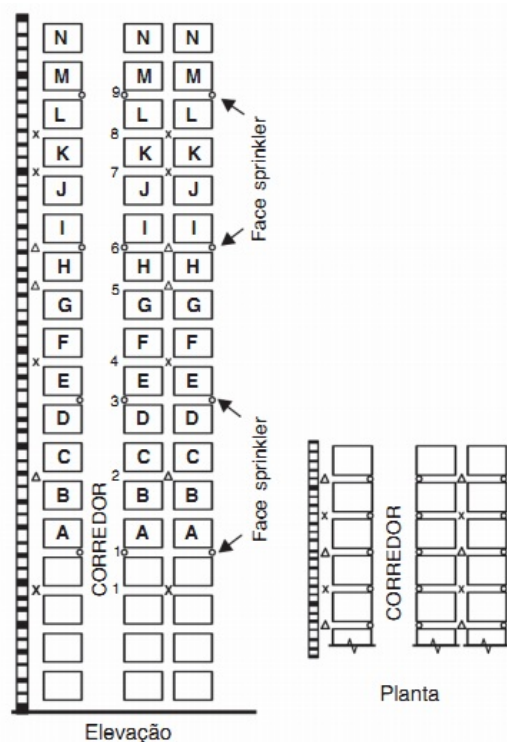 N N N
M M M
9
L L L
8
K K K
7
J J J
I I I
6
H H H
5
G G G
F F F
4
E E E
3
D D D
C C C
2
B B B
A A A
1
1
CORREDOR
Face sprinkler
Face sprinkler
Elevação
CORREDOR
Planta